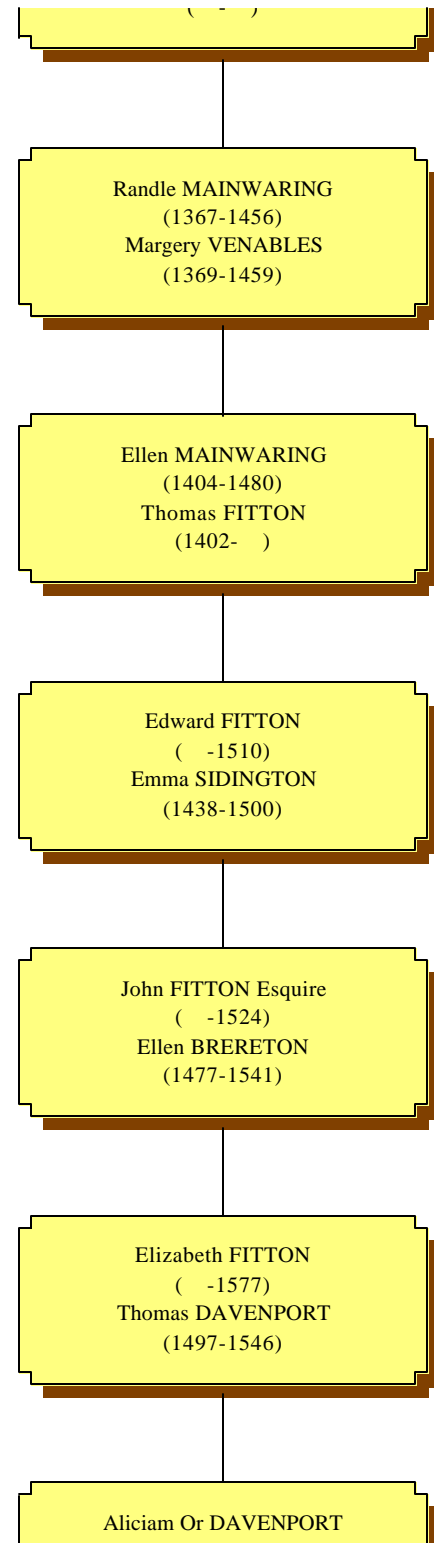 ( - )
Randle MAINWARING
(1367-1456)
Margery VENABLES
(1369-1459)
Ellen MAINWARING
(1404-1480)
Thomas FITTON
(1402- )
Edward FITTON
( -1510)
Emma SIDINGTON
(1438-1500)
John FITTON Esquire
( -1524)
Ellen BRERETON
(1477-1541)
Elizabeth FITTON
( -1577)
Thomas DAVENPORT
(1497-1546)
Aliciam Or DAVENPORT